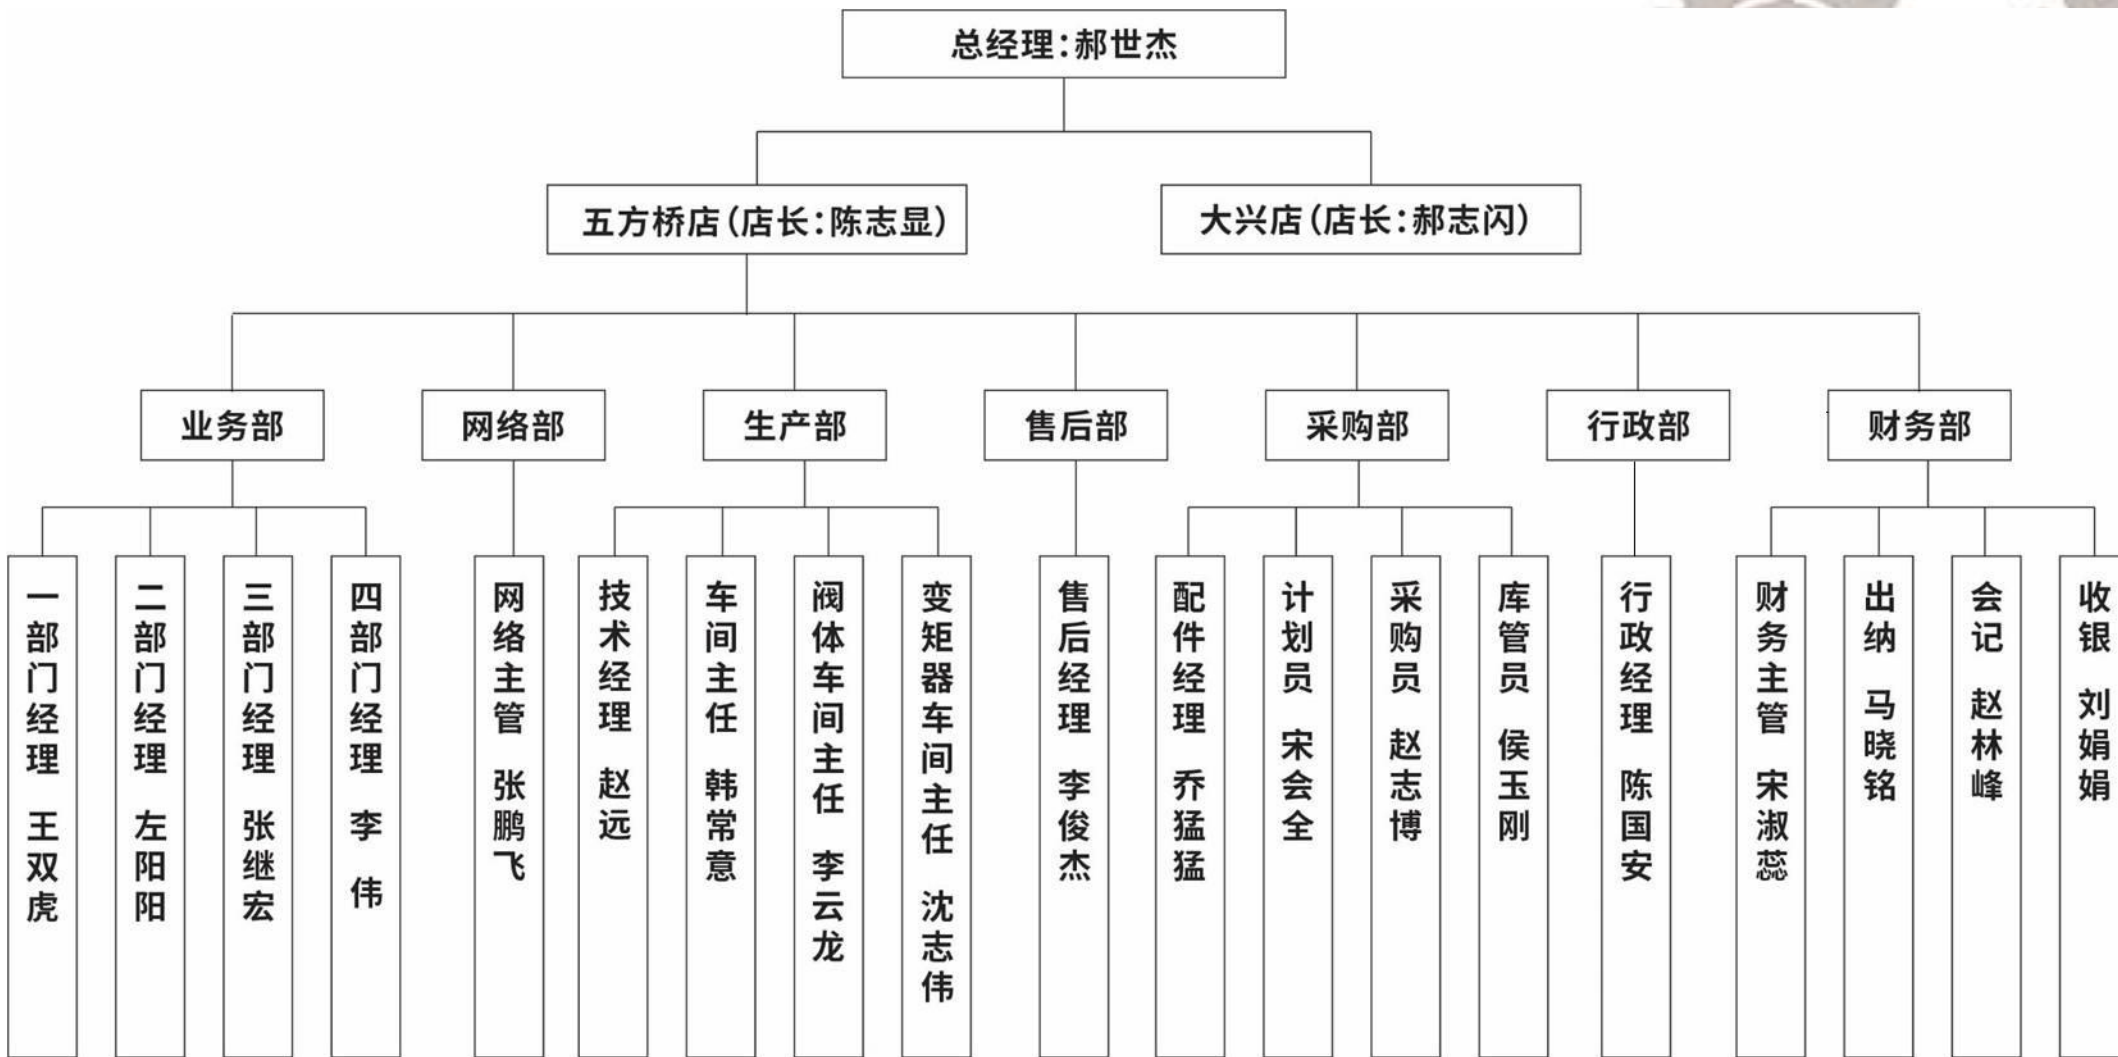 总经理:郝世杰
五方桥店(店长:陈志显)
大兴店(店长:郝志闪)
业务部
网络部
生产部
售后部
采购部
行政部
财务部
一部门经理 王双虎
二部门经理 左阳阳
三部门经理 张继宏
四部门经理 李 伟
网络主管 张鹏飞
技术经理 赵远
车间主任 韩常意
阀体车间主任 李云龙
变矩器车间主任 沈志伟
售后经理 李俊杰
配件经理 乔猛猛
计划员 宋会全
采购员 赵志博
库管员 侯玉刚
行政经理 陈国安
财务主管 宋淑蕊
出纳 马晓铭
会记 赵林峰
收银 刘娟娟